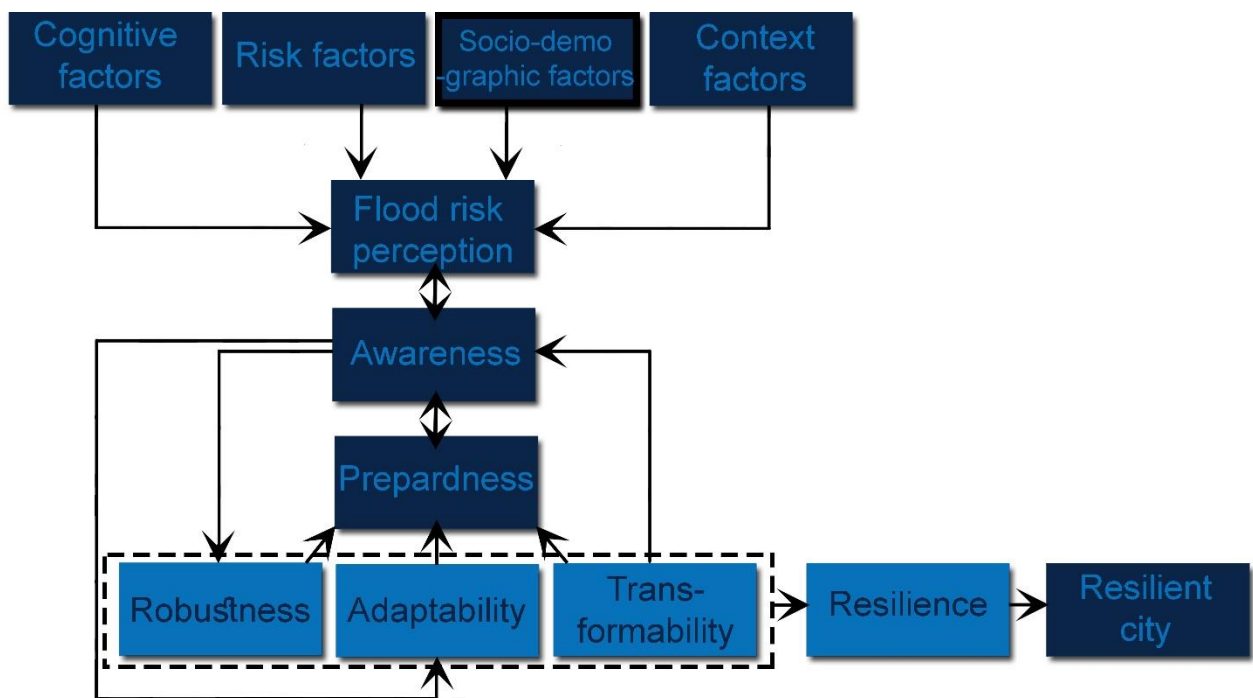 Cognitive
factors
Risk factors
Socio-demo
-graphic factors
Context
factors
Flood risk
perception
Awareness
Prepardness
Robustness
Adaptability
Trans-
formability
Resilience
Resilient
city